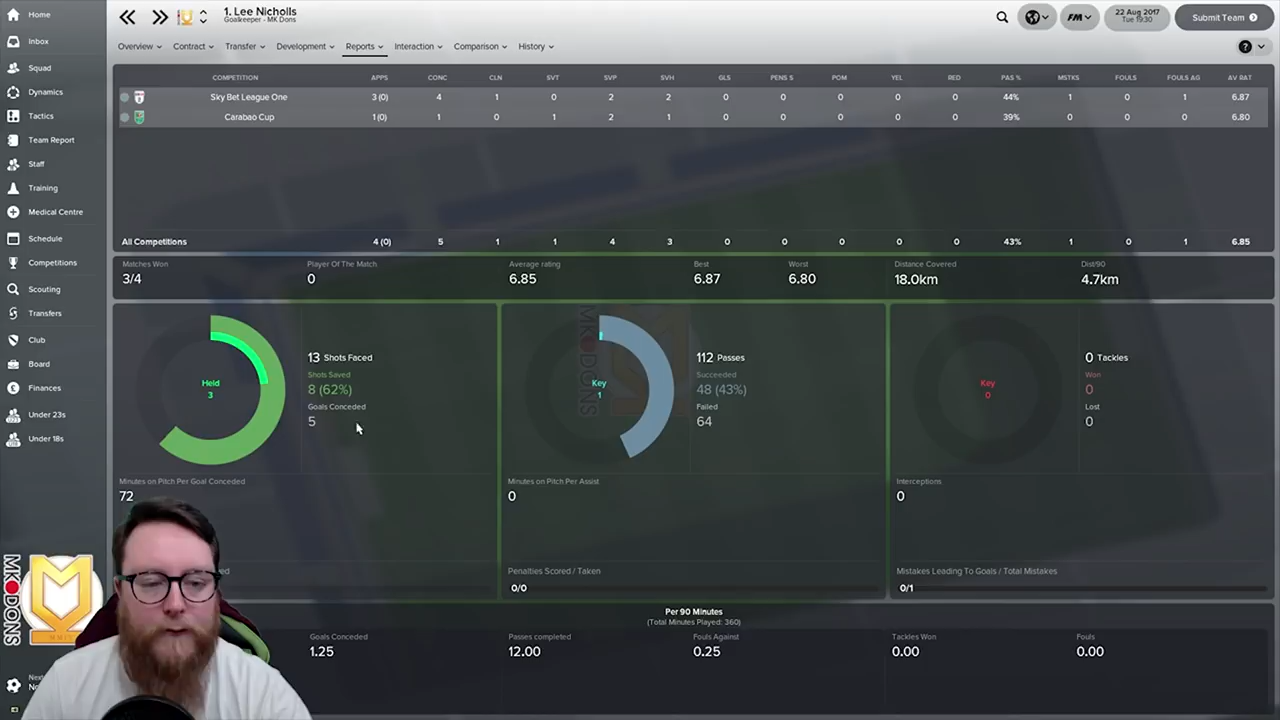 Home
Inbox
Squad
Dynamics
Tactics
Team Report
Staff
Training
Medical Centre
Schedule
Competitions
Scouting
Transfers
Club
Board
Finances
Under 23s
Under 18s
1. Lee Nicholls
Goalkeeper - MK Dons
FM
22 Aug 2017
Tue 19:30
Submit Team
Overview
Contract
Transfer
Development
Reports
Interaction
Comparison
History
?
COMPETITION APPS CONC CLN SVT SVP SVH GLS PENS S POM YEL RED PAS % MSTKS FOULS FOULS AG AV RAT
Sky Bet League One 3 (0) 4 1 0 2 2 0 0 0 0 0 44% 1 0 1 6.87
Carabao Cup 1 (0) 1 0 1 2 1 0 0 0 0 0 39% 0 0 0 6.80
All Competitions 4 (0) 5 1 1 4 3 0 0 0 0 0 43% 1 0 1 6.85
Matches Won
3/4
Player Of The Match
0
Average rating
6.85
Best
6.87
Worst
6.80
Distance Covered
18.0km
Dist/90
4.7km
Held
3
13 Shots Faced
Shots Saved
8 (62%)
Goals Conceded
5
Minutes on Pitch Per Goal Conceded
72
MK DONS
Key
1
112 Passes
Succeeded
48 (43%)
Failed
64
Minutes on Pitch Per Assist
0
Penalties Scored / Taken
0/0
Key
0
0 Tackles
Won
0
Lost
0
Interceptions
0
Mistakes Leading To Goals / Total Mistakes
0/1
Per 90 Minutes
(Total Minutes Played: 360)
Goals Conceded
1.25
Passes completed
12.00
Fouls Against
0.25
Tackles Won
0.00
Fouls
0.00
MK DONS